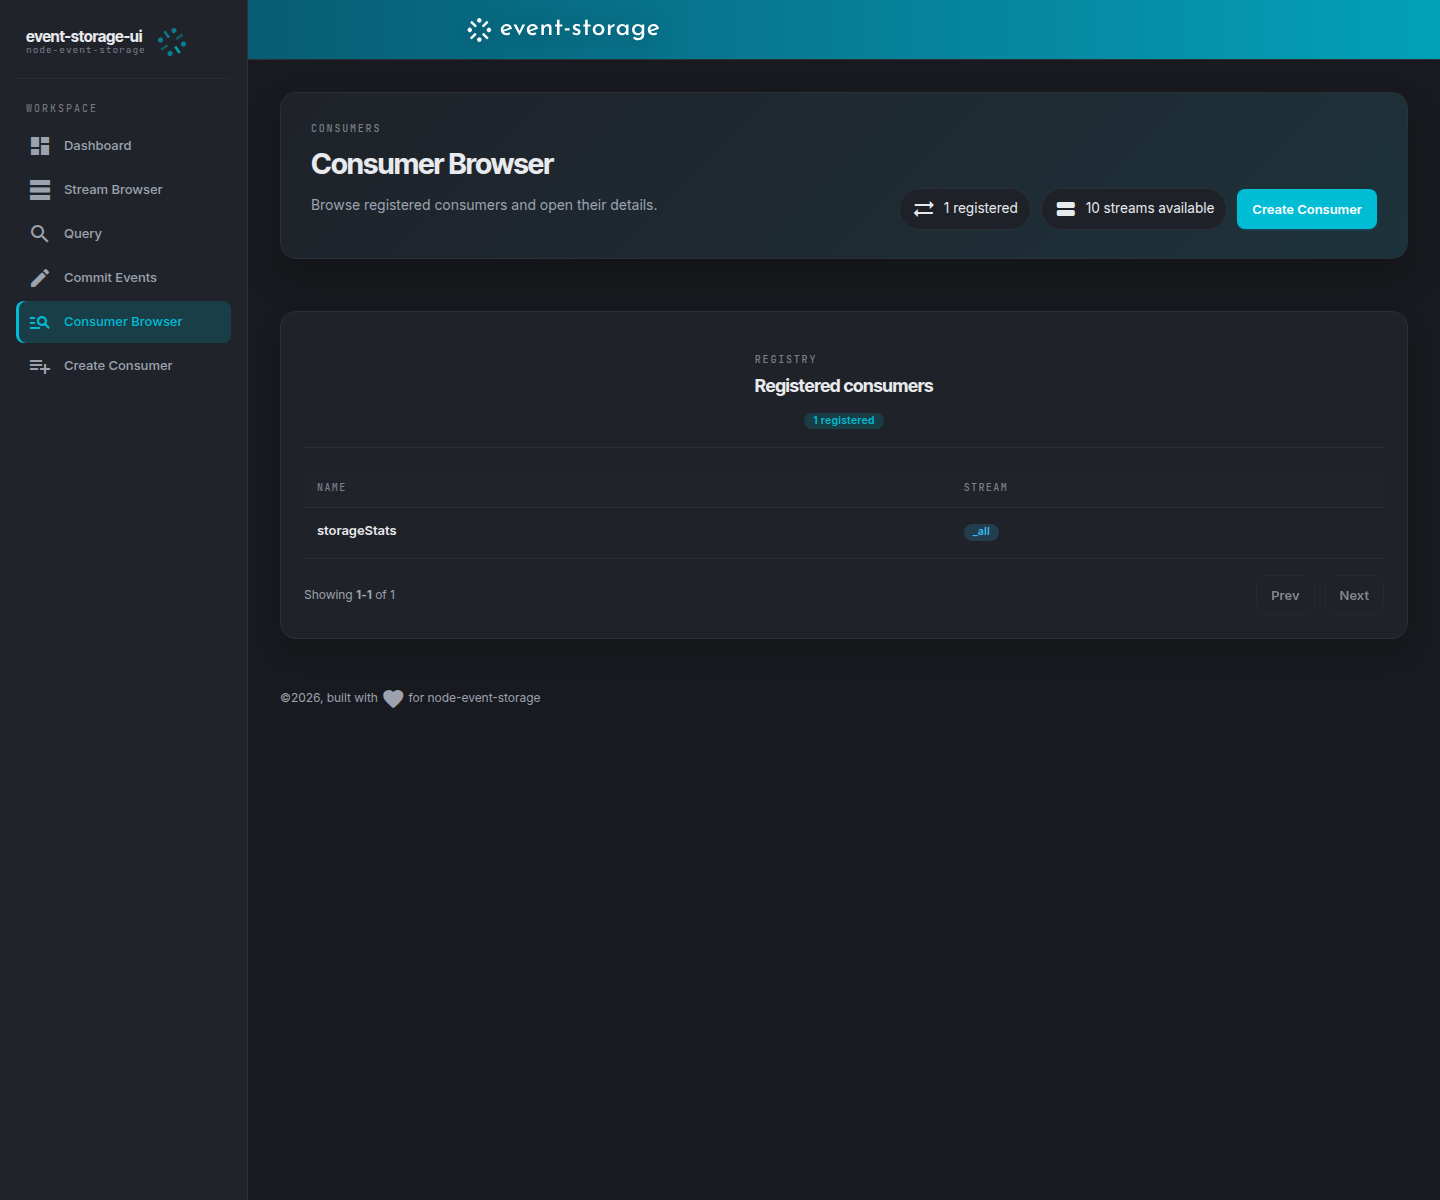 event-storage-ui
node-event-storage
WORKSPACE
Dashboard
Stream Browser
Query
Commit Events
Consumer Browser
Create Consumer
event-storage
CONSUMERS
Consumer Browser
Browse registered consumers and open their details.
1 registered
10 streams available
Create Consumer
REGISTRY
Registered consumers
1 registered
NAME STREAM
storageStats _all
Showing 1-1 of 1
Prev Next
©2026, built with for node-event-storage